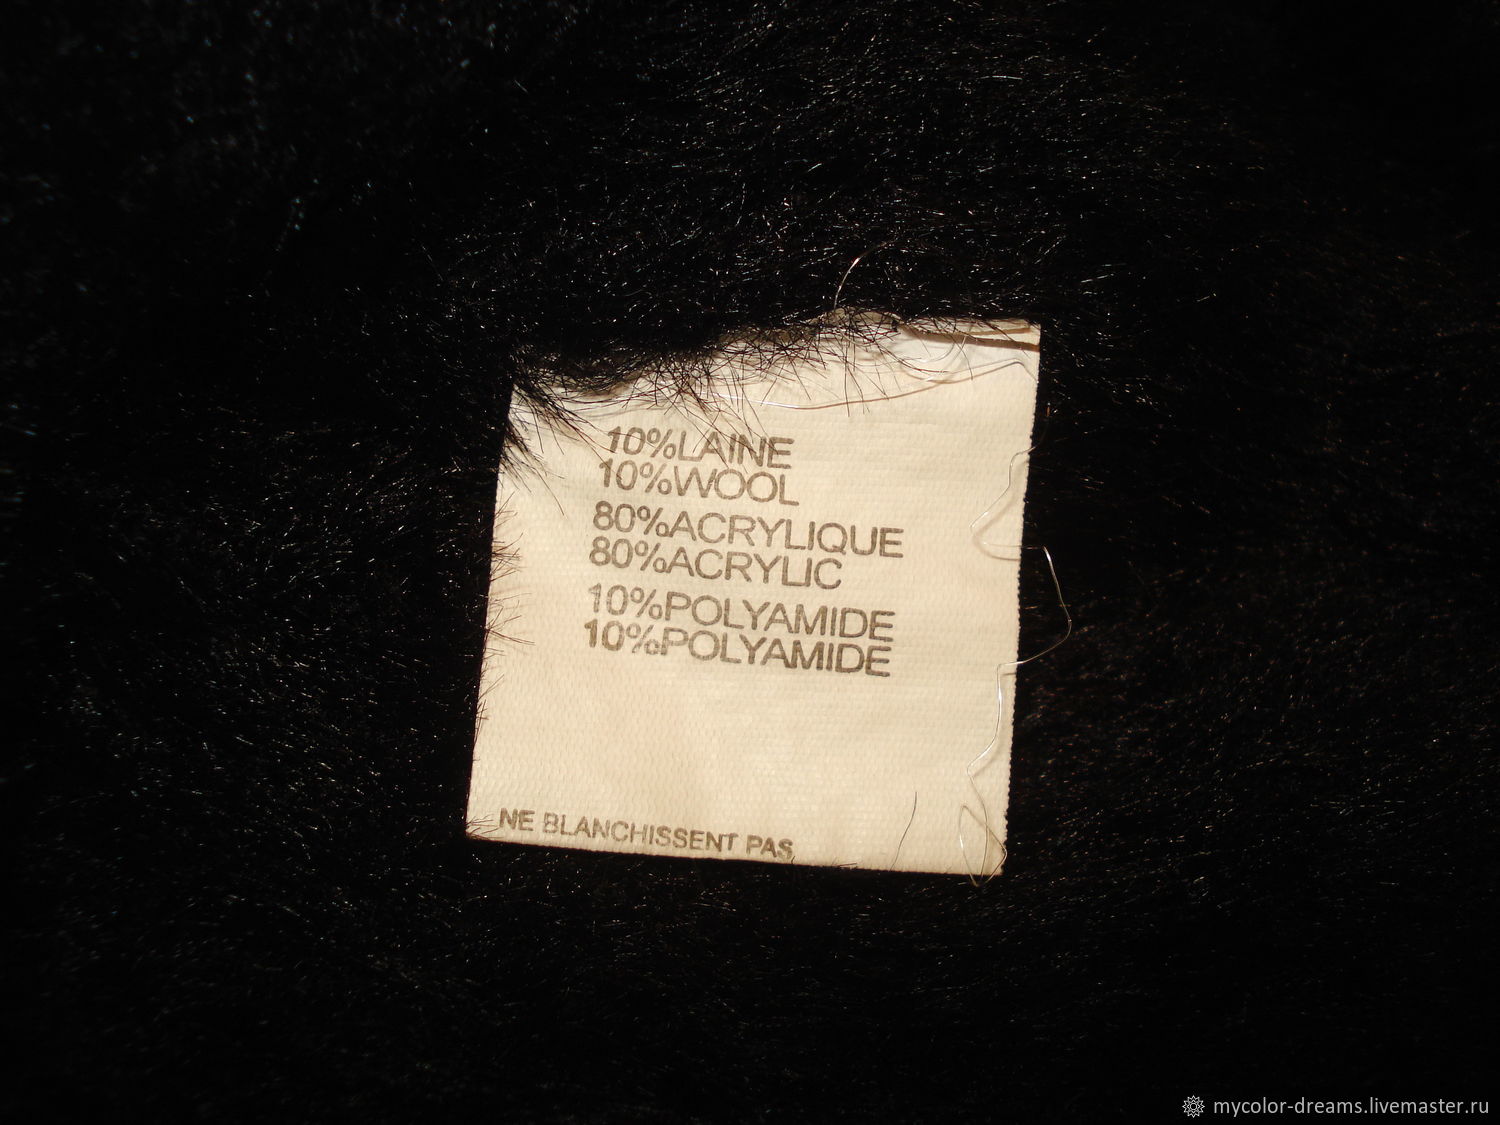 10%LAINE
10%WOOL
80%ACRYLIQUE
80%ACRYLIC
10%POLYAMIDE
10%POLYAMIDE
NE BLANCHISSENT PAS
mycolor-dreams.livemaster.ru